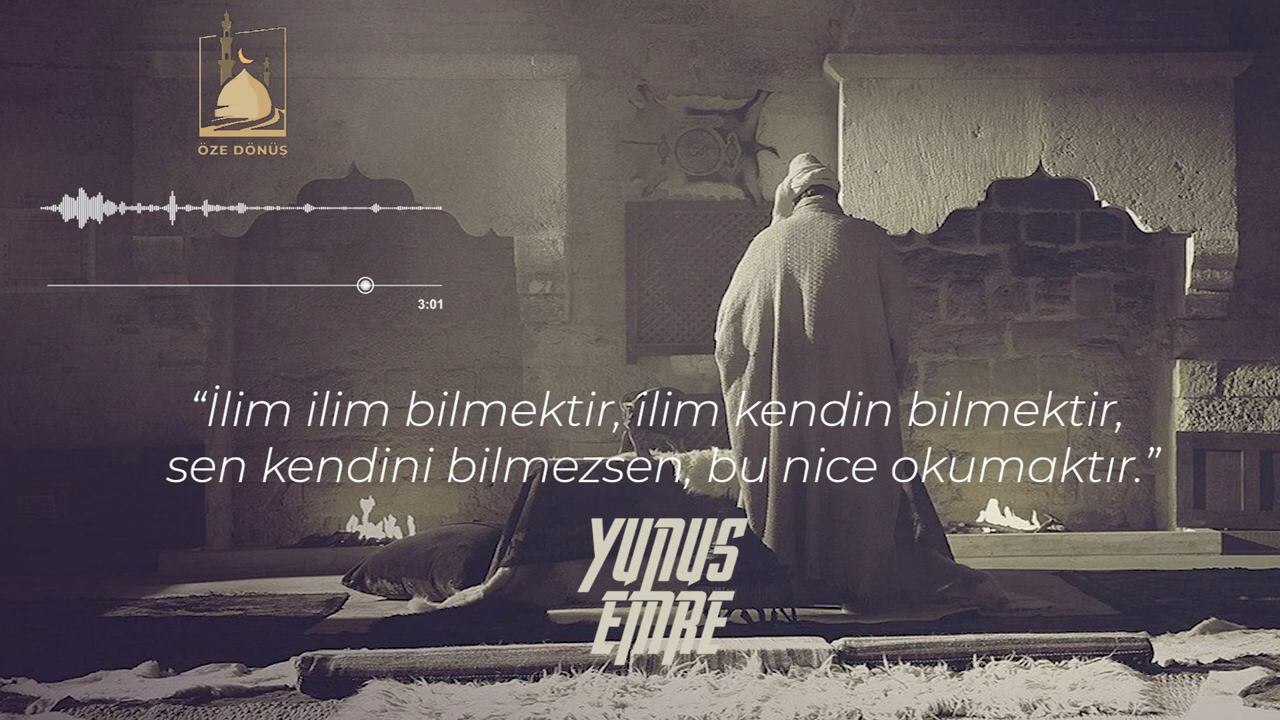 ÖZE DÖNÜŞ
3:01
“İlim ilim bilmektir, ilim kendin bilmektir,
sen kendini bilmezsen, bu nice okumaktır.”
YUNUS
EMRE